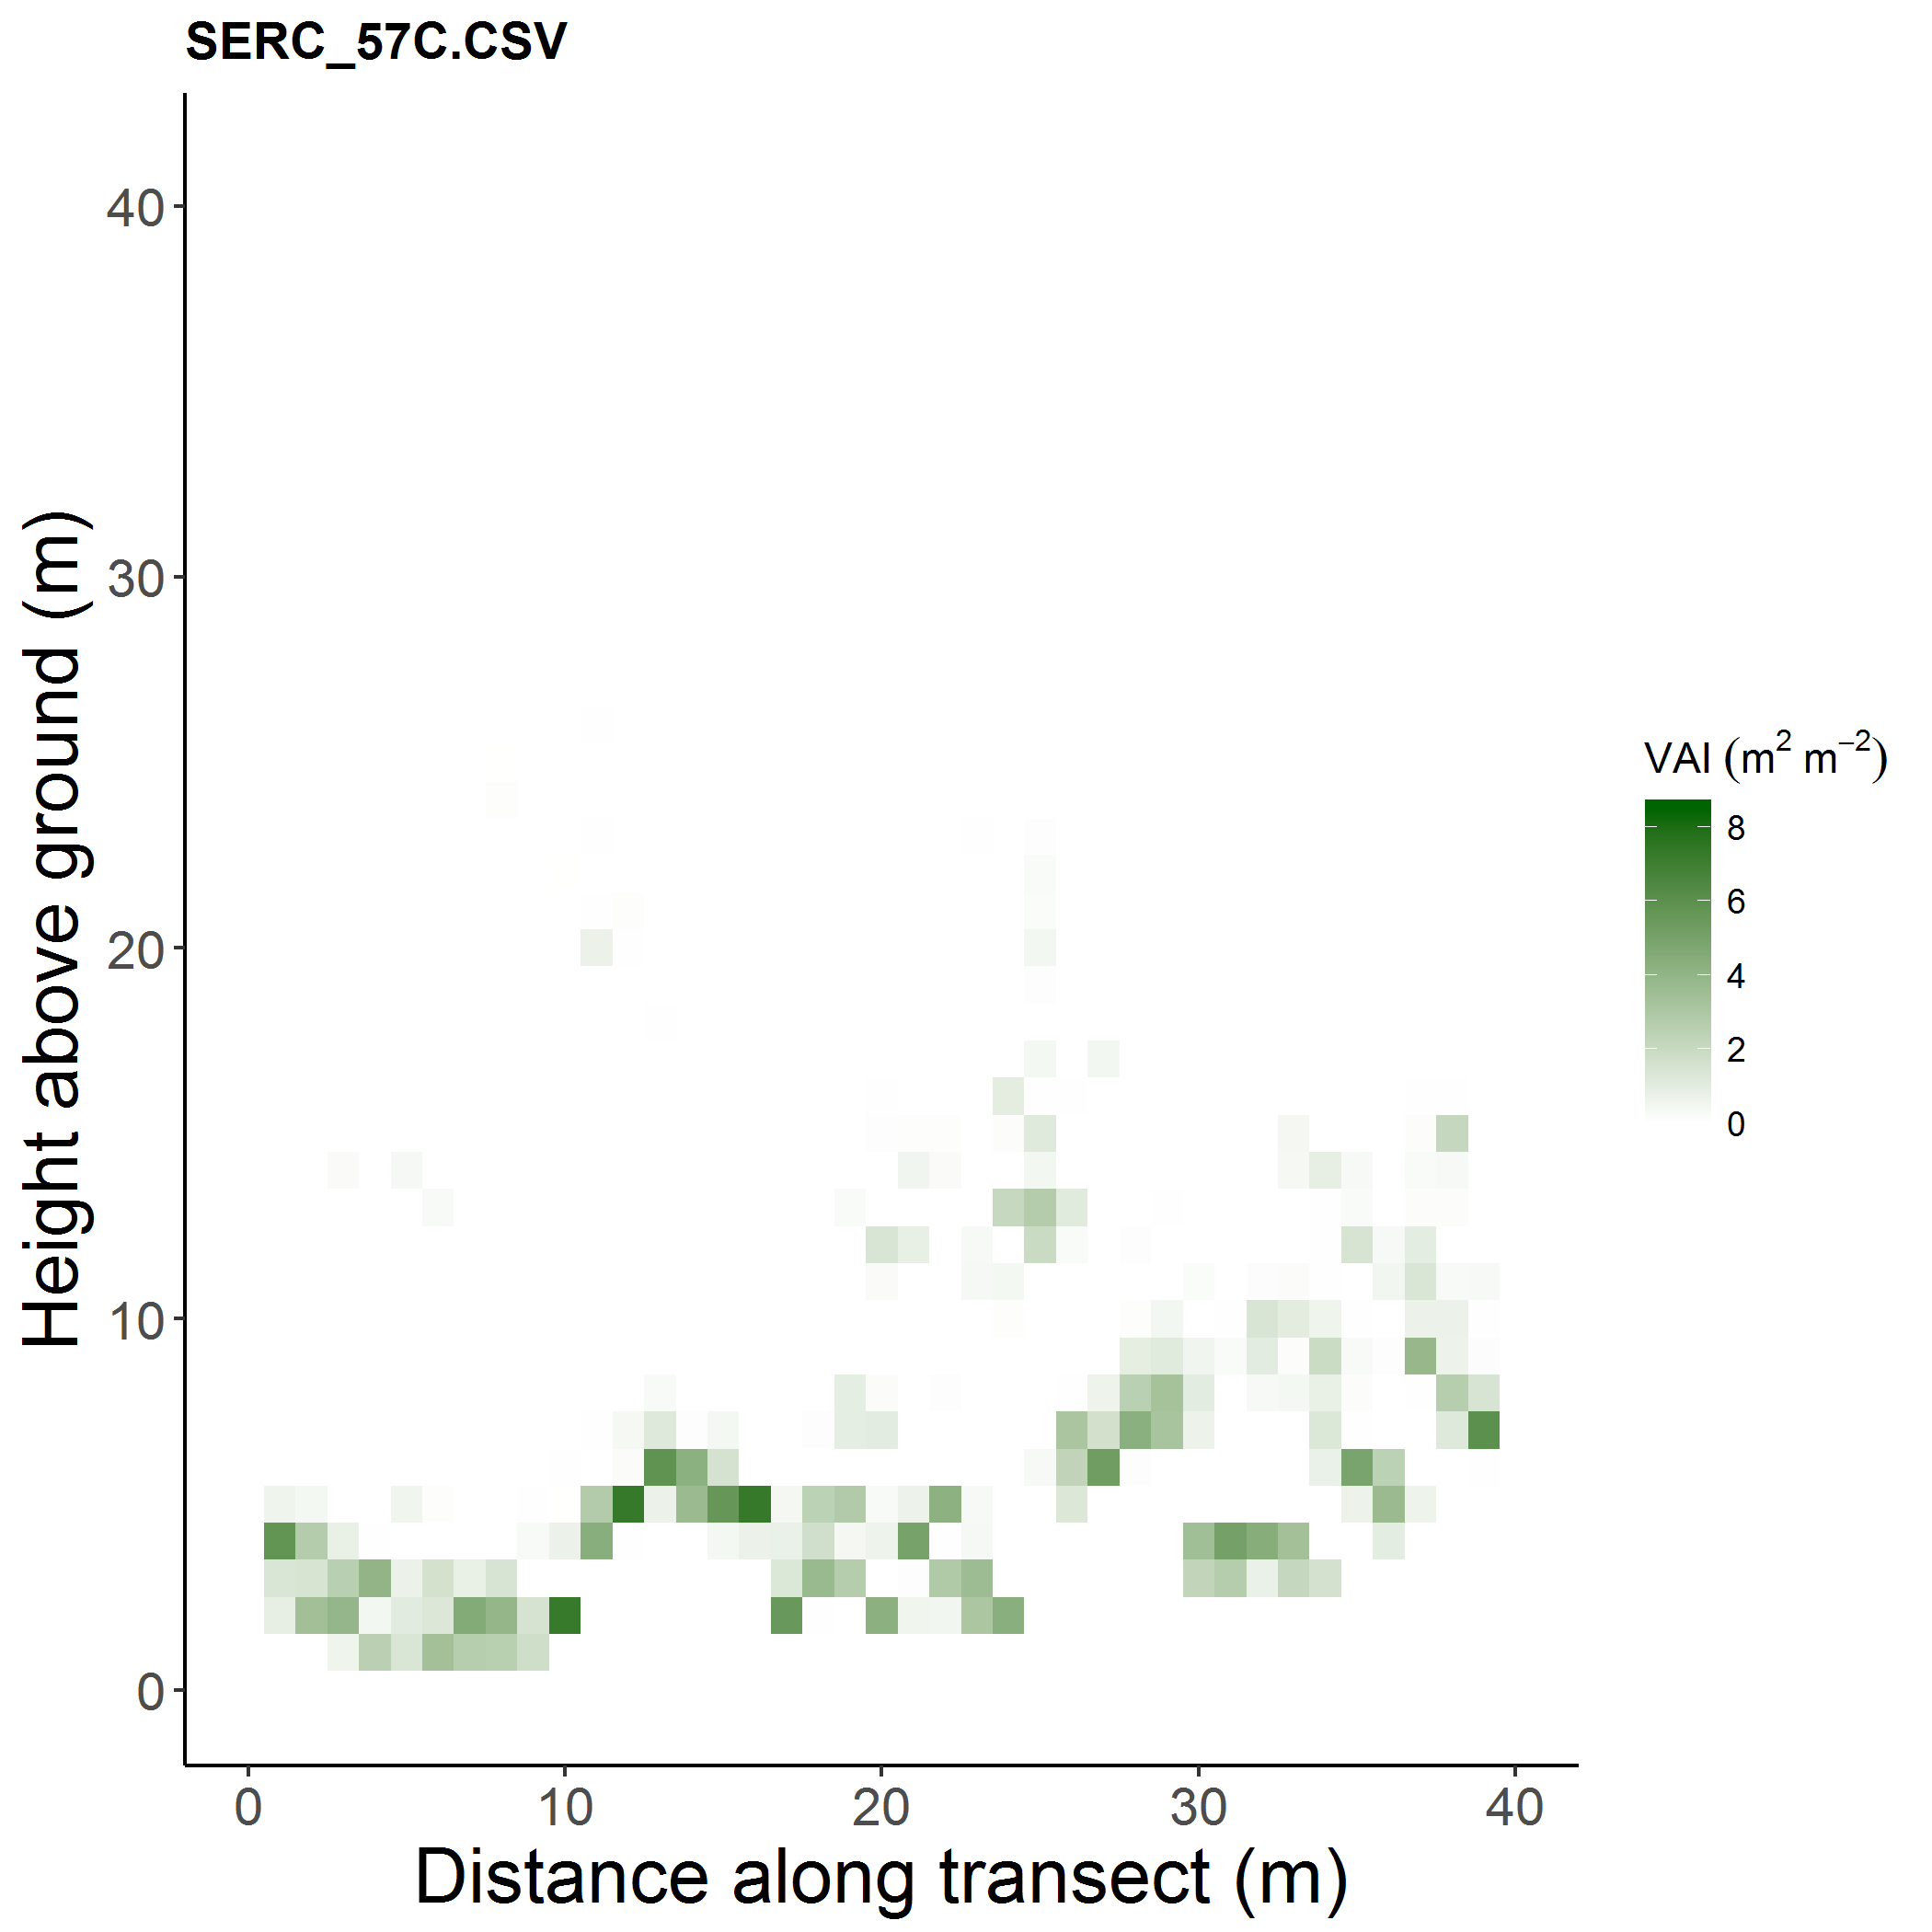 SERC_57C.CSV
Height above ground (m)
40
30
20
10
0
0 10 20 30 40
Distance along transect (m)
VAI (m² m⁻²)
8
6
4
2
0